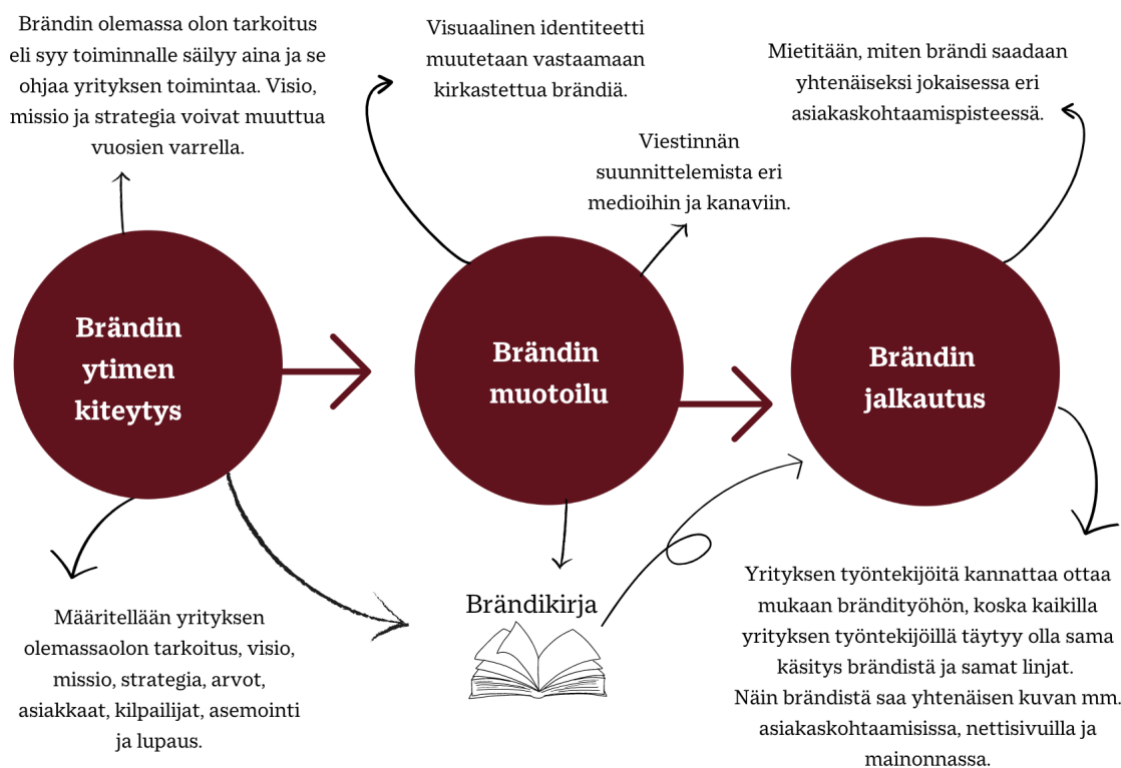 Brändin olemassa olon tarkoitus
eli syy toiminnalle säilyy aina ja se
ohjaa yrityksen toimintaa. Visio,
missio ja strategia voivat muuttua
vuosien varrella.
Visuaalinen identiteetti
muutetaan vastaamaan
kirkastettua brändiä.
Viestinnän
suunnittelemista eri
medioihin ja kanaviin.
Mietitään, miten brändi saadaan
yhtenäiseksi jokaisessa eri
asiakaskohtaamispisteessä.
Brändin
ytimen
kiteytys
Brändin
muotoilu
Brändin
jalkautus
Määritellään yrityksen
olemassaolon tarkoitus, visio,
missio, strategia, arvot,
asiakkaat, kilpailijat, asemointi
ja lupaus.
Brändikirja
Yrityksen työntekijöitä kannattaa ottaa
mukaan brändityöhön, koska kaikilla
yrityksen työntekijöillä täytyy olla sama
käsitys brändistä ja samat linjat.
Näin brändistä saa yhtenäisen kuvan mm.
asiakaskohtaamisissa, nettisivuilla ja
mainonnassa.